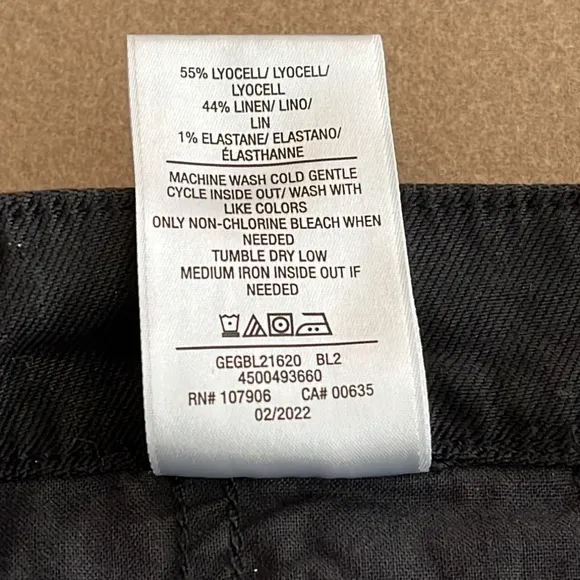 55% LYOCELL/ LYOCELL/
LYOCELL
44% LINEN/ LINO/
LIN
1% ELASTANE/ ELASTANO/
ÉLASTHANNE
MACHINE WASH COLD GENTLE
CYCLE INSIDE OUT/ WASH WITH
LIKE COLORS
ONLY NON-CHLORINE BLEACH WHEN
NEEDED
TUMBLE DRY LOW
MEDIUM IRON INSIDE OUT IF
NEEDED
GEGBL21620 BL2
4500493660
RN# 107906 CA# 00635
02/2022